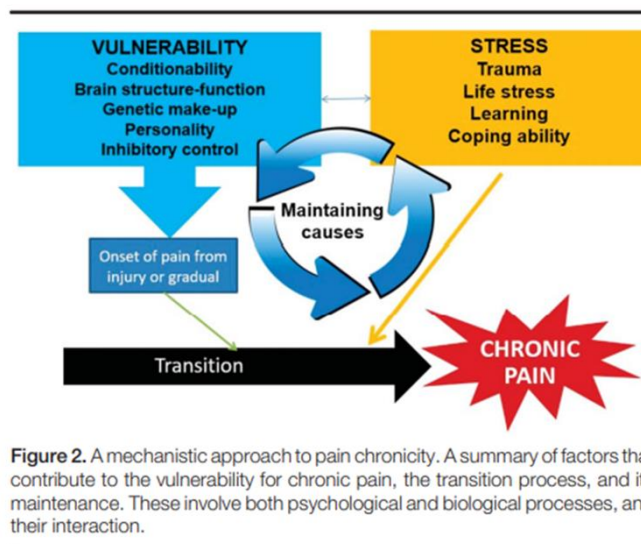 VULNERABILITY
Conditionability
Brain structure-function
Genetic make-up
Personality
Inhibitory control
STRESS
Trauma
Life stress
Learning
Coping ability
Maintaining
causes
Onset of pain from
injury or gradual
Transition
CHRONIC
PAIN
Figure 2. A mechanistic approach to pain chronicity. A summary of factors tha
contribute to the vulnerability for chronic pain, the transition process, and it
maintenance. These involve both psychological and biological processes, an
their interaction.